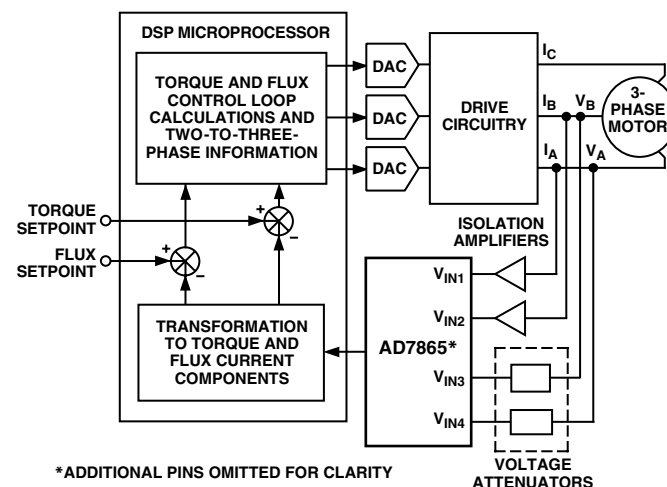 DSP MICROPROCESSOR
TORQUE AND FLUX
CONTROL LOOP
CALCULATIONS AND
TWO-TO-THREE-
PHASE INFORMATION
DAC
DAC
DAC
DRIVE
CIRCUITRY
I_C
I_B
V_B
I_A
V_A
3-
PHASE
MOTOR
TORQUE
SETPOINT
FLUX
SETPOINT
+
–
+
–
TRANSFORMATION
TO TORQUE AND
FLUX CURRENT
COMPONENTS
ISOLATION
AMPLIFIERS
AD7865*
V_IN1
V_IN2
V_IN3
V_IN4
VOLTAGE
ATTENUATORS
*ADDITIONAL PINS OMITTED FOR CLARITY